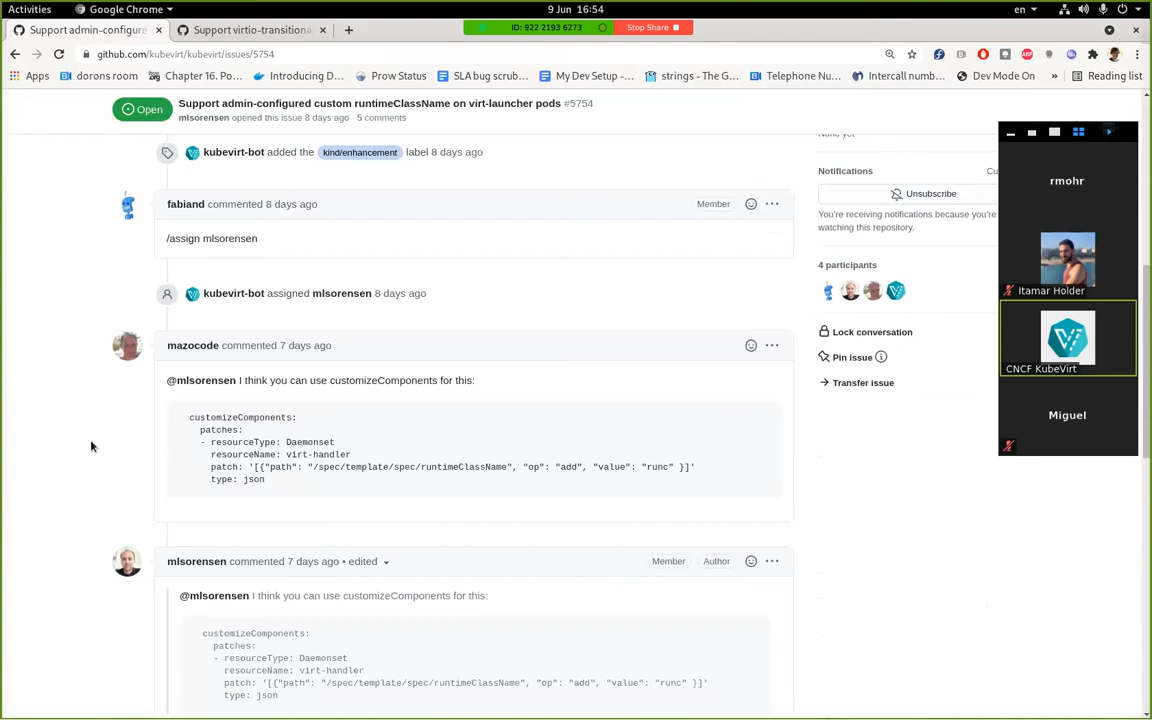 Activities
Google Chrome
9 Jun 16:54
en
Support admin-configure
Support virtio-transitiona
ID: 922 2193 6273
Stop Share
github.com/kubevirt/kubevirt/issues/5754
Apps
dorons room
Chapter 16. Po...
Introducing D...
Prow Status
SLA bug scrub...
My Dev Setup -...
strings - The G...
Telephone Nu...
Intercall numb...
Dev Mode On
»
Reading list
Open
Support admin-configured custom runtimeClassName on virt-launcher pods #5754
mlsorensen opened this issue 8 days ago · 5 comments
kubevirt-bot added the kind/enhancement label 8 days ago
fabiand commented 8 days ago
Member
/assign mlsorensen
kubevirt-bot assigned mlsorensen 8 days ago
mazocode commented 7 days ago
@mlsorensen I think you can use customizeComponents for this:
customizeComponents:
patches:
- resourceType: Daemonset
resourceName: virt-handler
patch: '[{"path": "/spec/template/spec/runtimeClassName", "op": "add", "value": "runc" }]'
type: json
mlsorensen commented 7 days ago • edited
Member
Author
@mlsorensen I think you can use customizeComponents for this:
customizeComponents:
patches:
- resourceType: Daemonset
resourceName: virt-handler
patch: '[{"path": "/spec/template/spec/runtimeClassName", "op": "add", "value": "runc" }]'
type: json
Notifications
Cu
Unsubscribe
You're receiving notifications because you're
watching this repository.
4 participants
Lock conversation
Pin issue
Transfer issue
rmohr
Itamar Holder
CNCF KubeVirt
Miguel